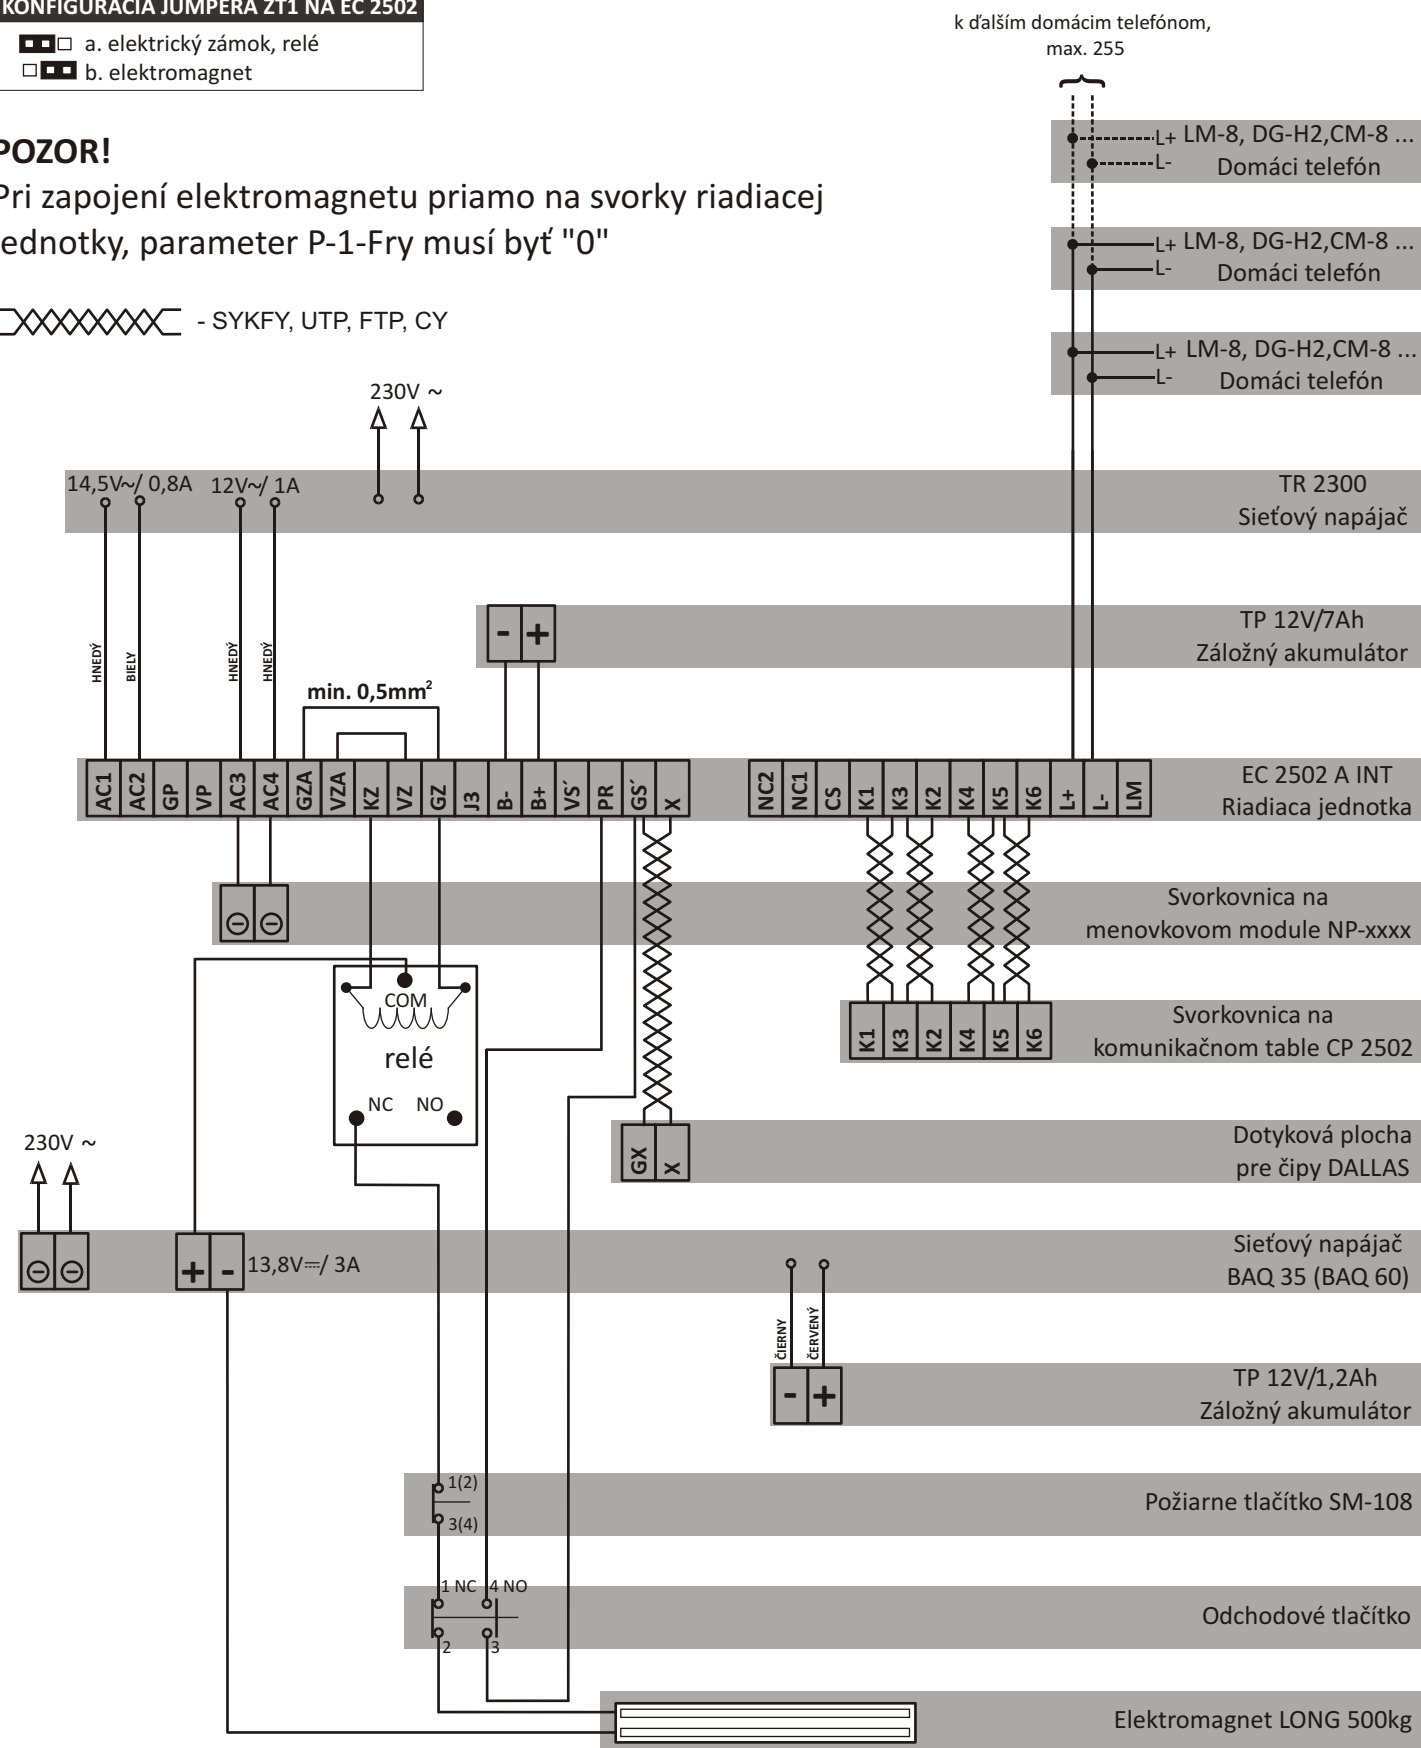 KONFIGURÁCIA JUMPERA ZT1 NA EC 2502
a. elektrický zámok, relé
b. elektromagnet
k ďalším domácim telefónom,
max. 255
POZOR!
Pri zapojení elektromagnetu priamo na svorky riadiacej
jednotky, parameter P-1-Fry musí byť "0"
- SYKFY, UTP, FTP, CY
L+ LM-8, DG-H2,CM-8 ...
L- Domáci telefón
L+ LM-8, DG-H2,CM-8 ...
L- Domáci telefón
L+ LM-8, DG-H2,CM-8 ...
L- Domáci telefón
230V ~
14,5V~/ 0,8A 12V~/ 1A
TR 2300
Sieťový napájač
HNEDÝ BIELY HNEDÝ HNEDÝ
- +
TP 12V/7Ah
Záložný akumulátor
min. 0,5mm²
AC1 AC2 GP VP AC3 AC4 GZA VZA KZ VZ GZ J3 B- B+ VS´ PR GS´ X
NC2 NC1 CS K1 K3 K2 K4 K5 K6 L+ L- LM
EC 2502 A INT
Riadiaca jednotka
Svorkovnica na
menovkovom module NP-xxxx
COM
relé
NC NO
K1 K3 K2 K4 K5 K6
Svorkovnica na
komunikačnom table CP 2502
GX X
Dotyková plocha
pre čipy DALLAS
230V ~
+ - 13,8V⎓/ 3A
Sieťový napájač
BAQ 35 (BAQ 60)
ČIERNY ČERVENÝ
- +
TP 12V/1,2Ah
Záložný akumulátor
1(2)
3(4)
Požiarne tlačítko SM-108
1 NC 4 NO
2 3
Odchodové tlačítko
Elektromagnet LONG 500kg